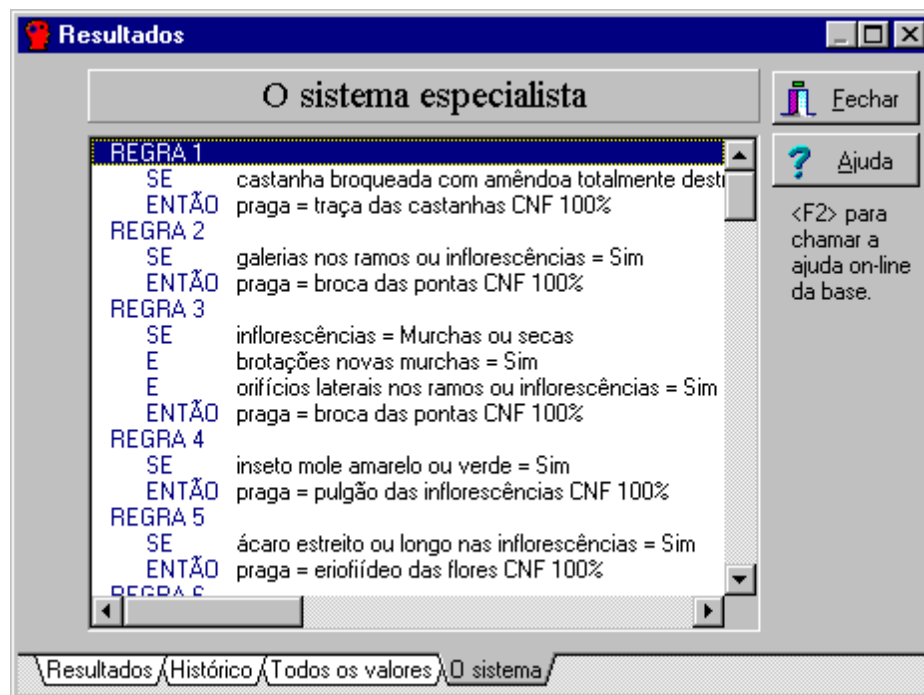 Resultados
O sistema especialista
Fechar
Ajuda
<F2> para
chamar a
ajuda on-line
da base.
REGRA 1
SE castanha broqueada com amêndoa totalmente destr
ENTÃO praga = traça das castanhas CNF 100%
REGRA 2
SE galerias nos ramos ou inflorescências = Sim
ENTÃO praga = broca das pontas CNF 100%
REGRA 3
SE inflorescências = Murchas ou secas
E brotações novas murchas = Sim
E orifícios laterais nos ramos ou inflorescências = Sim
ENTÃO praga = broca das pontas CNF 100%
REGRA 4
SE inseto mole amarelo ou verde = Sim
ENTÃO praga = pulgão das inflorescências CNF 100%
REGRA 5
SE ácaro estreito ou longo nas inflorescências = Sim
ENTÃO praga = eriofiídeo das flores CNF 100%
REGRA 6
Resultados Histórico Todos os valores O sistema